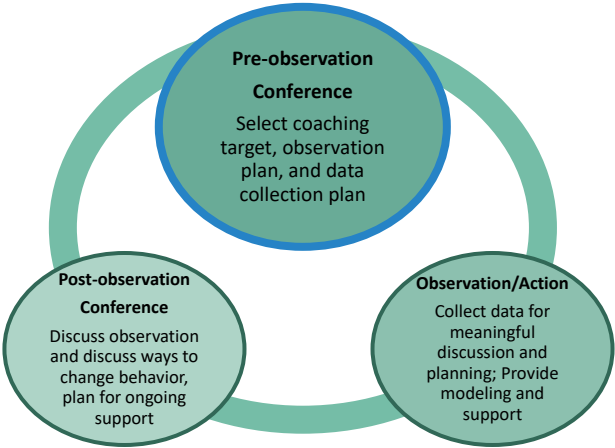 Pre-observation
Conference
Select coaching
target, observation
plan, and data
collection plan
Post-observation
Conference
Discuss observation
and discuss ways to
change behavior,
plan for ongoing
support
Observation/Action
Collect data for
meaningful
discussion and
planning; Provide
modeling and
support